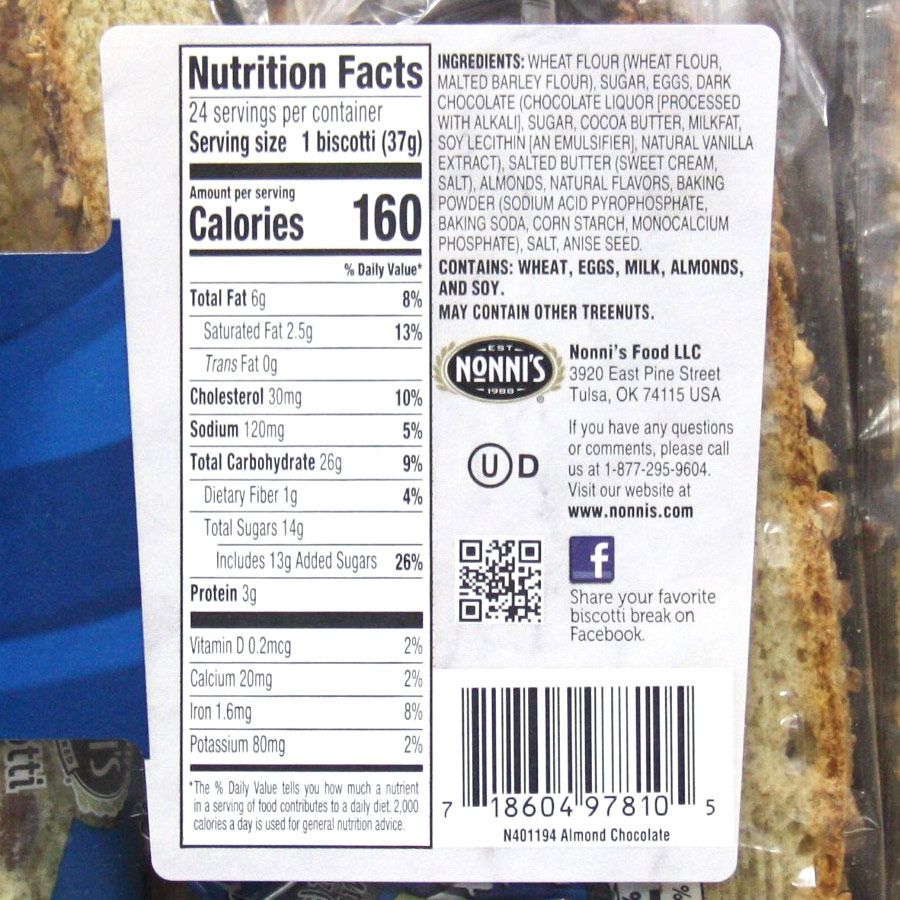 Nutrition Facts
24 servings per container
Serving size 1 biscotti (37g)
Amount per serving
Calories 160
% Daily Value*
Total Fat 6g 8%
Saturated Fat 2.5g 13%
Trans Fat 0g
Cholesterol 30mg 10%
Sodium 120mg 5%
Total Carbohydrate 26g 9%
Dietary Fiber 1g 4%
Total Sugars 14g
Includes 13g Added Sugars 26%
Protein 3g
Vitamin D 0.2mcg 2%
Calcium 20mg 2%
Iron 1.6mg 8%
Potassium 80mg 2%
*The % Daily Value tells you how much a nutrient
in a serving of food contributes to a daily diet. 2,000
calories a day is used for general nutrition advice.
INGREDIENTS: WHEAT FLOUR (WHEAT FLOUR,
MALTED BARLEY FLOUR), SUGAR, EGGS, DARK
CHOCOLATE (CHOCOLATE LIQUOR [PROCESSED
WITH ALKALI], SUGAR, COCOA BUTTER, MILKFAT,
SOY LECITHIN [AN EMULSIFIER], NATURAL VANILLA
EXTRACT), SALTED BUTTER (SWEET CREAM,
SALT), ALMONDS, NATURAL FLAVORS, BAKING
POWDER (SODIUM ACID PYROPHOSPHATE,
BAKING SODA, CORN STARCH, MONOCALCIUM
PHOSPHATE), SALT, ANISE SEED.
CONTAINS: WHEAT, EGGS, MILK, ALMONDS,
AND SOY.
MAY CONTAIN OTHER TREENUTS.
EST
NONNI'S
1988
®
Nonni's Food LLC
3920 East Pine Street
Tulsa, OK 74115 USA
U D
If you have any questions
or comments, please call
us at 1-877-295-9604.
Visit our website at
www.nonnis.com
f
Share your favorite
biscotti break on
Facebook.
7 18604 97810 5
N401194 Almond Chocolate